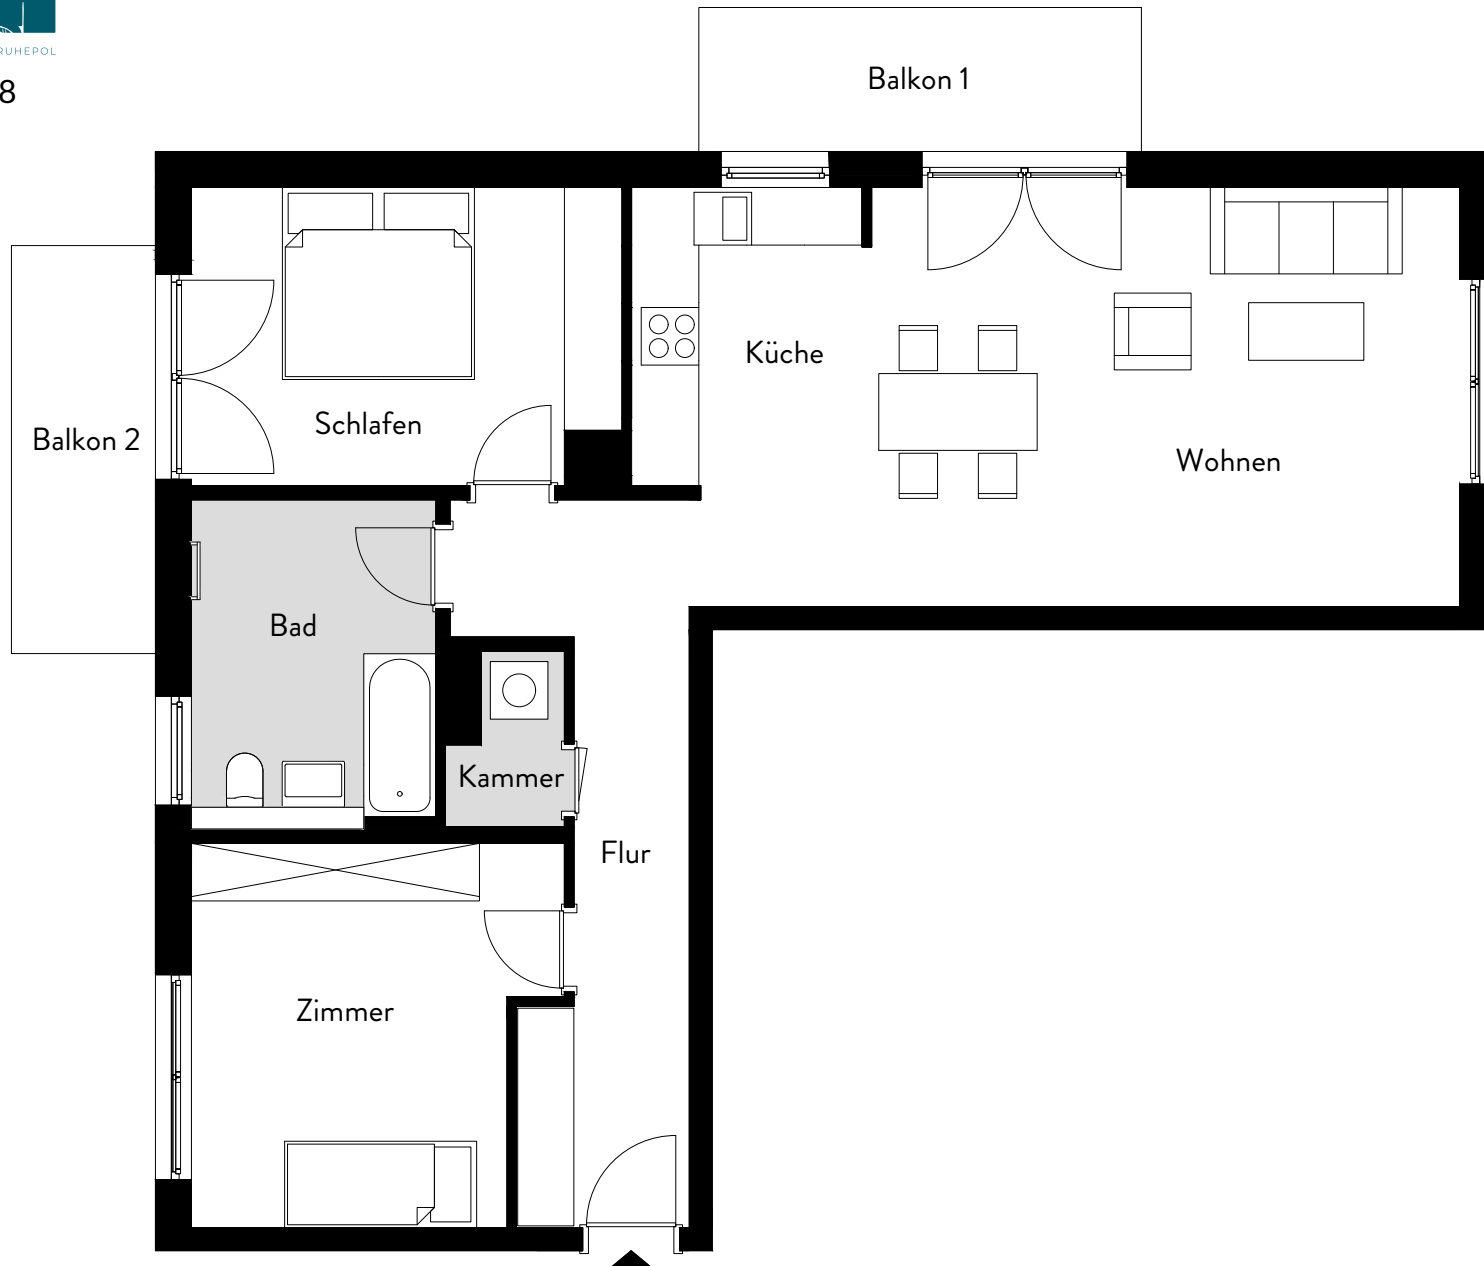 RUHEPOL
8
Balkon 1
Küche
Schlafen
Balkon 2
Wohnen
Bad
Kammer
Flur
Zimmer